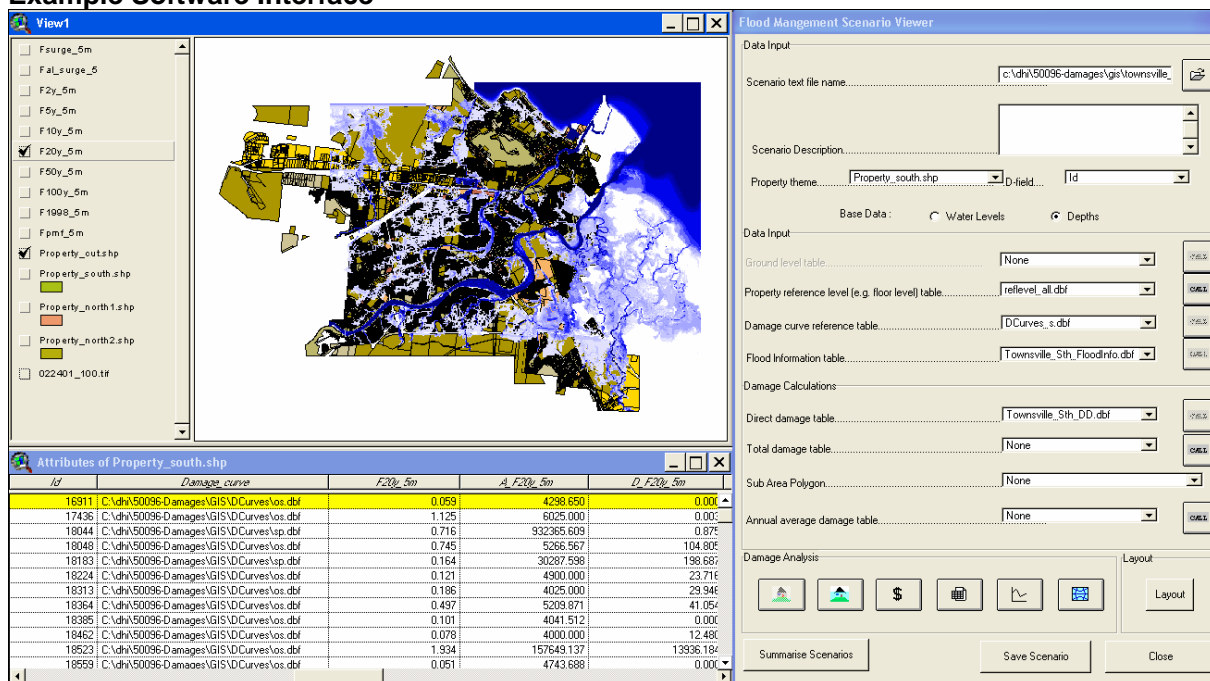 Example Software Interface
View1
Fsurge_5m
Fal_surge_5
F2y_5m
F5y_5m
F10y_5m
F20y_5m
F50y_5m
F100y_5m
F1998_5m
Fpmf_5m
Property_cut.shp
Property_south.shp
Property_north1.shp
Property_north2.shp
022401_100.tif
Attributes of Property_south.shp
Id Damage_curve F20y_5m A_F20y_5m D_F20y_5m
16911 C:\dhi\50096-Damages\GIS\DCurves\os.dbf 0.059 4298.650 0.000
17436 C:\dhi\50096-Damages\GIS\DCurves\os.dbf 1.125 6025.000 0.003
18044 C:\dhi\50096-Damages\GIS\DCurves\sp.dbf 0.716 932365.609 0.875
18048 C:\dhi\50096-Damages\GIS\DCurves\os.dbf 0.745 5266.567 104.805
18183 C:\dhi\50096-Damages\GIS\DCurves\sp.dbf 0.164 30287.598 198.687
18224 C:\dhi\50096-Damages\GIS\DCurves\os.dbf 0.121 4900.000 23.716
18313 C:\dhi\50096-Damages\GIS\DCurves\os.dbf 0.186 4025.000 29.946
18364 C:\dhi\50096-Damages\GIS\DCurves\os.dbf 0.497 5209.871 41.054
18385 C:\dhi\50096-Damages\GIS\DCurves\os.dbf 0.101 4041.512 0.000
18462 C:\dhi\50096-Damages\GIS\DCurves\os.dbf 0.078 4000.000 12.480
18523 C:\dhi\50096-Damages\GIS\DCurves\os.dbf 1.934 157649.137 13936.184
18559 C:\dhi\50096-Damages\GIS\DCurves\os.dbf 0.051 4743.688 0.000
Flood Mangement Scenario Viewer
Data Input
Scenario text file name c:\dhi\50096-damages\gis\townsville_
Scenario Description
Property theme Property_south.shp D-field Id
Base Data : Water Levels Depths
Data Input
Ground level table None
Property reference level (e.g. floor level) table reflevel_all.dbf
Damage curve reference table DCurves_s.dbf
Flood Information table Townsville_Sth_FloodInfo.dbf
Damage Calculations
Direct damage table Townsville_Sth_DD.dbf
Total damage table None
Sub Area Polygon None
Annual average damage table None
Damage Analysis Layout
$ Layout
Summarise Scenarios Save Scenario Close